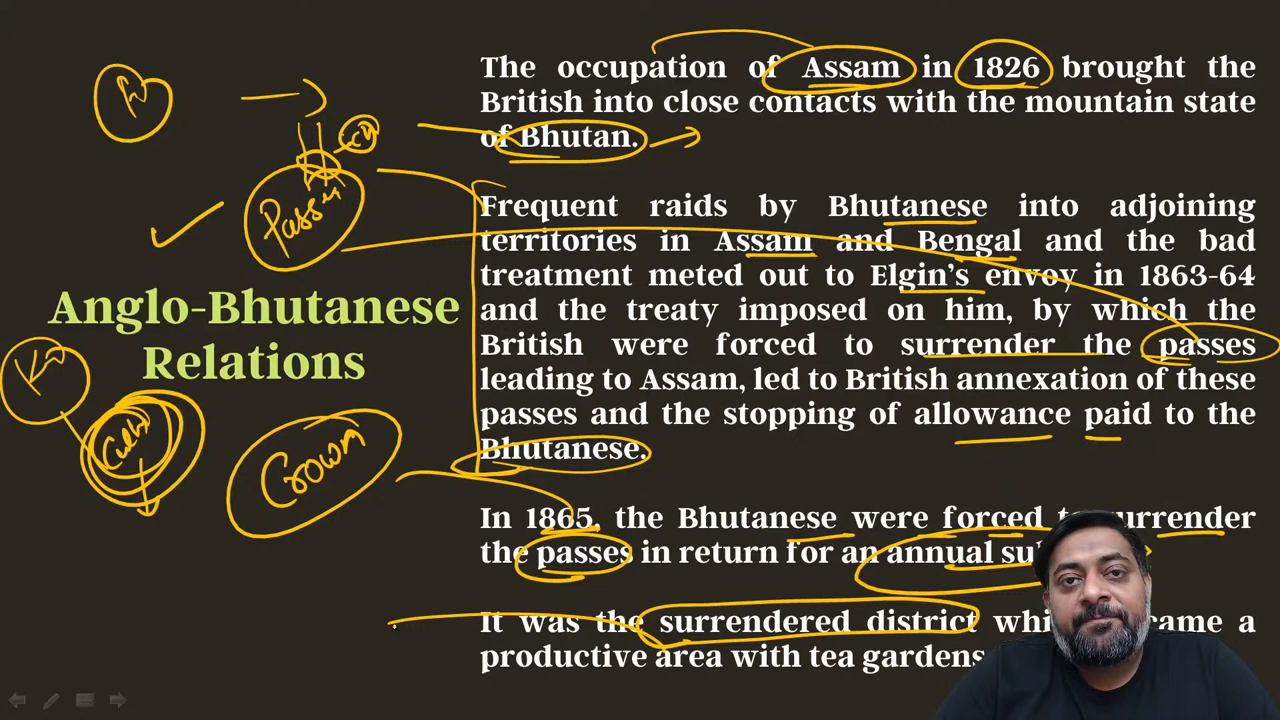 The occupation of Assam in 1826 brought the
British into close contacts with the mountain state
of Bhutan.
Passes
Frequent raids by Bhutanese into adjoining
territories in Assam and Bengal and the bad
treatment meted out to Elgin's envoy in 1863-64
and the treaty imposed on him, by which the
British were forced to surrender the passes
leading to Assam, led to British annexation of these
passes and the stopping of allowance paid to the
Bhutanese.
Anglo-Bhutanese
Relations
Crown
In 1865, the Bhutanese were forced to surrender
the passes in return for an annual
It was the surrendered district
productive area with tea gardens